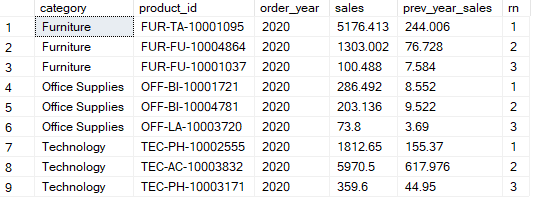 category product_id order_year sales prev_year_sales rn
1 Furniture FUR-TA-10001095 2020 5176.413 244.006 1
2 Furniture FUR-FU-10004864 2020 1303.002 76.728 2
3 Furniture FUR-FU-10001037 2020 100.488 7.584 3
4 Office Supplies OFF-BI-10001721 2020 286.492 8.552 1
5 Office Supplies OFF-BI-10004781 2020 203.136 9.522 2
6 Office Supplies OFF-LA-10003720 2020 73.8 3.69 3
7 Technology TEC-PH-10002555 2020 1812.65 155.37 1
8 Technology TEC-AC-10003832 2020 5970.5 617.976 2
9 Technology TEC-PH-10003171 2020 359.6 44.95 3